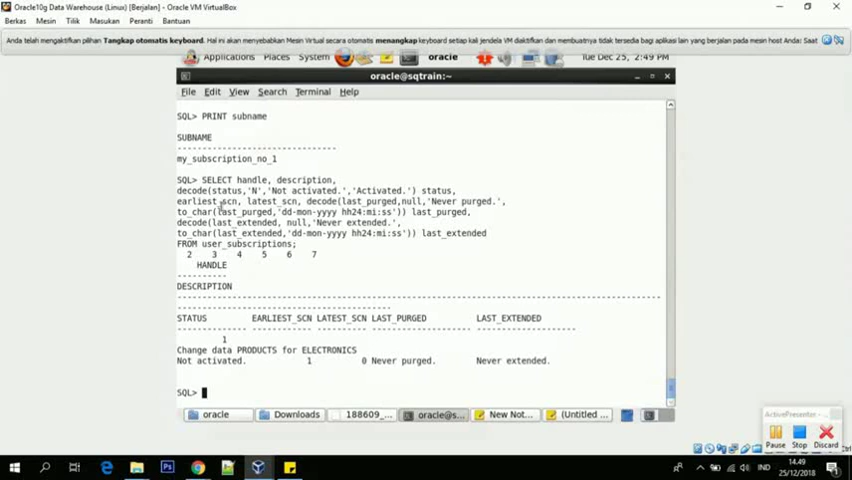 Oracle10g Data Warehouse (Linux) [Berjalan] - Oracle VM VirtualBox
Berkas Mesin Tilik Masukan Peranti Bantuan
Anda telah mengaktifkan pilihan Tangkap otomatis keyboard. Hal ini akan menyebabkan Mesin Virtual secara otomatis menangkap keyboard setiap kali jendela VM diaktifkan dan membuatnya tidak tersedia bagi aplikasi lain yang berjalan pada mesin host Anda: Saat
Applications Places System oracle Tue Dec 25, 2:49 PM
oracle@sqtrain:~
File Edit View Search Terminal Help
SQL> PRINT subname
SUBNAME
--------------------------------
my_subscription_no_1
SQL> SELECT handle, description,
decode(status,'N','Not activated.','Activated.') status,
earliest_scn, latest_scn, decode(last_purged,null,'Never purged.',
to_char(last_purged,'dd-mon-yyyy hh24:mi:ss')) last_purged,
decode(last_extended, null,'Never extended.',
to_char(last_extended,'dd-mon-yyyy hh24:mi:ss')) last_extended
FROM user_subscriptions;
2 3 4 5 6 7
HANDLE
----------
DESCRIPTION
--------------------------------------------------------------------------------
STATUS EARLIEST_SCN LATEST_SCN LAST_PURGED LAST_EXTENDED
-------------- ------------ ---------- -------------------- --------------------
1
Change data PRODUCTS for ELECTRONICS
Not activated. 1 0 Never purged. Never extended.
SQL>
oracle Downloads 188609_... oracle@s... New Not... (Untitled ...
ActivePresenter -...
Pause Stop Discard
IND
14.49
25/12/2018